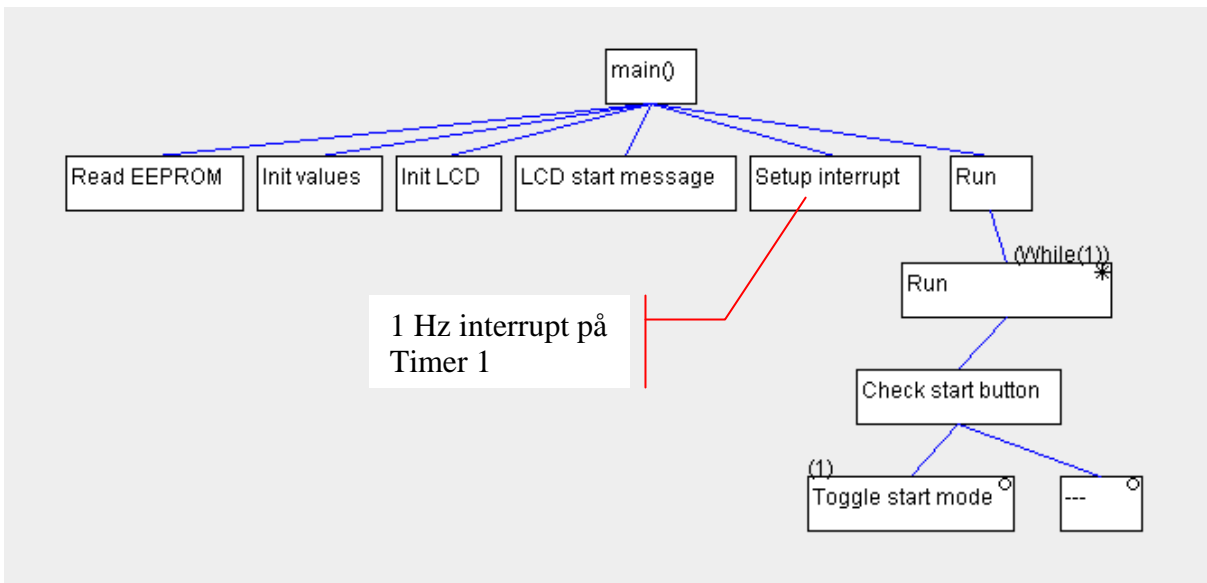 main()
Read EEPROM
Init values
Init LCD
LCD start message
Setup interrupt
Run
(While(1))
Run
*
1 Hz interrupt på
Timer 1
Check start button
(1)
Toggle start mode
---